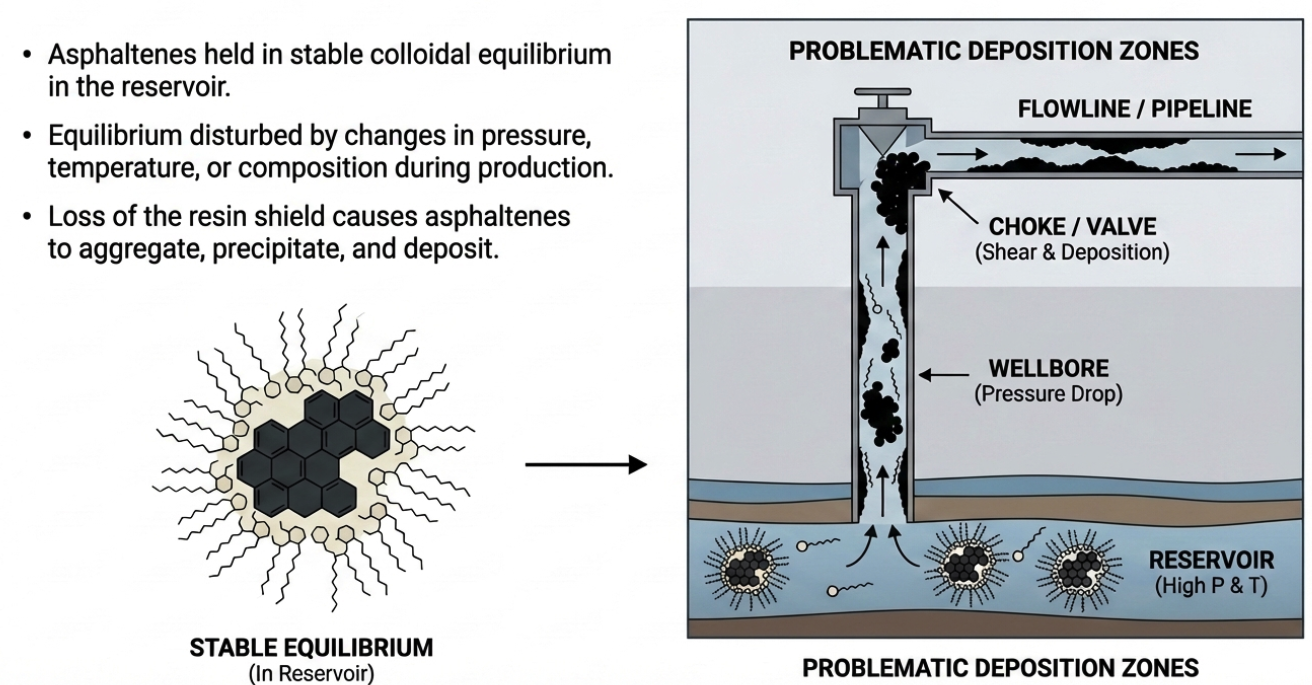 • Asphaltenes held in stable colloidal equilibrium
in the reservoir.
• Equilibrium disturbed by changes in pressure,
temperature, or composition during production.
• Loss of the resin shield causes asphaltenes
to aggregate, precipitate, and deposit.
STABLE EQUILIBRIUM
(In Reservoir)
PROBLEMATIC DEPOSITION ZONES
FLOWLINE / PIPELINE
CHOKE / VALVE
(Shear & Deposition)
WELLBORE
(Pressure Drop)
RESERVOIR
(High P & T)
PROBLEMATIC DEPOSITION ZONES